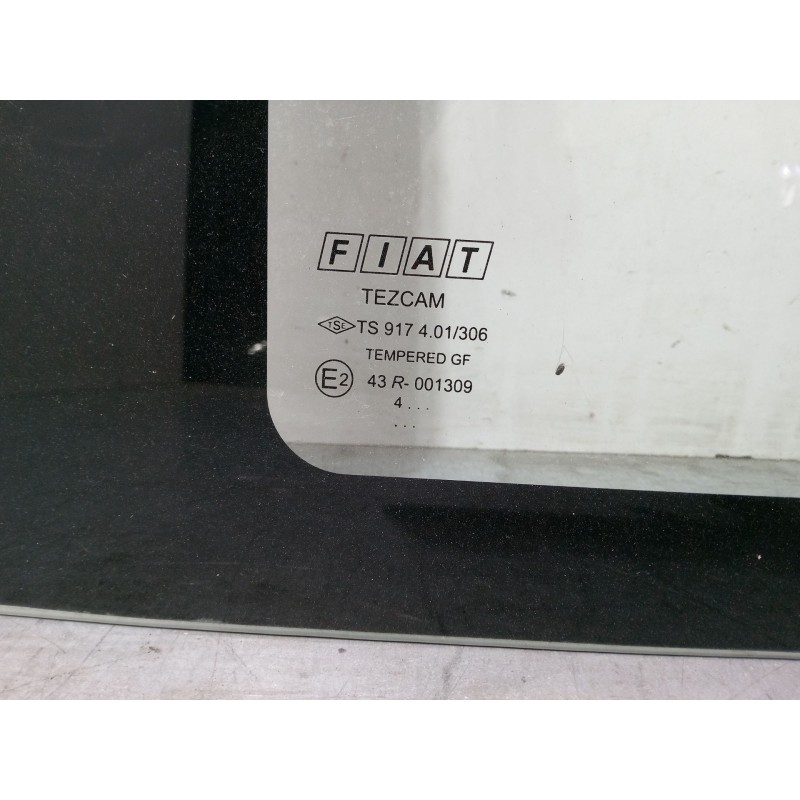 FIAT
TEZCAM
TSE TS 917 4.01/306
TEMPERED GF
E2 43 R- 001309
4 . . .
. . .